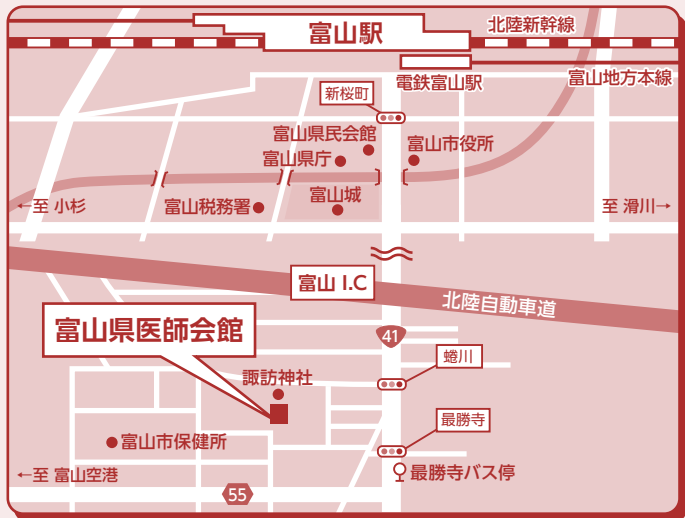 富山駅
北陸新幹線
電鉄富山駅
富山地方本線
新桜町
富山県民会館
富山市役所
富山県庁
富山城
富山税務署
←至 小杉
至 滑川→
富山 I.C
北陸自動車道
富山県医師会館
41
蜷川
諏訪神社
最勝寺
富山市保健所
最勝寺バス停
←至 富山空港
55